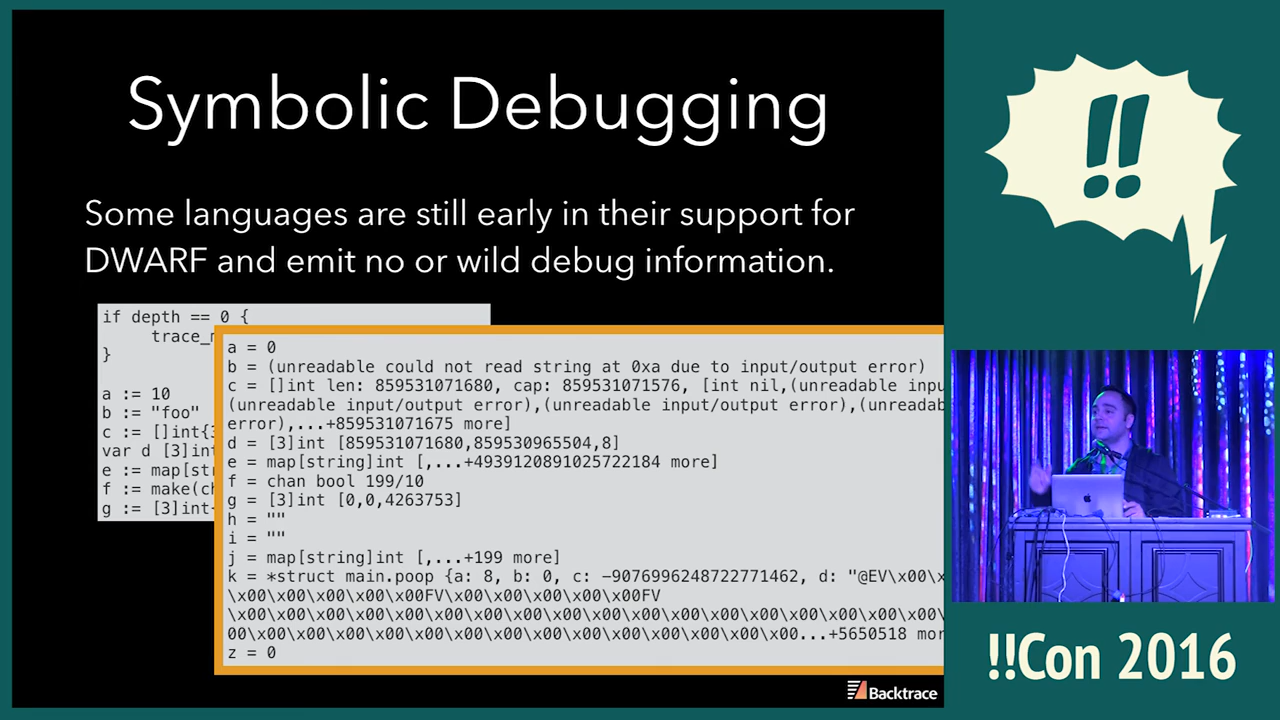 Symbolic Debugging
Some languages are still early in their support for
DWARF and emit no or wild debug information.
if depth == 0 {
trace_
}
a := 10
b := "foo"
c := []int{3
var d [3]int
e := map[str
f := make(ch
g := [3]int
a = 0
b = (unreadable could not read string at 0xa due to input/output error)
c = []int len: 859531071680, cap: 859531071576, [int nil,(unreadable inpu
(unreadable input/output error),(unreadable input/output error),(unreadab
error),...+859531071675 more]
d = [3]int [859531071680,859530965504,8]
e = map[string]int [,...+4939120891025722184 more]
f = chan bool 199/10
g = [3]int [0,0,4263753]
h = ""
i = ""
j = map[string]int [,...+199 more]
k = *struct main.poop {a: 8, b: 0, c: -9076996248722771462, d: "@EV\x00\x
\x00\x00\x00\x00\x00FV\x00\x00\x00\x00\x00FV
\x00\x00\x00\x00\x00\x00\x00\x00\x00\x00\x00\x00\x00\x00\x00\x00\x00\x00\
00\x00\x00\x00\x00\x00\x00\x00\x00\x00\x00\x00\x00\x00\x00...+5650518 mor
z = 0
Backtrace
!!
!!Con 2016